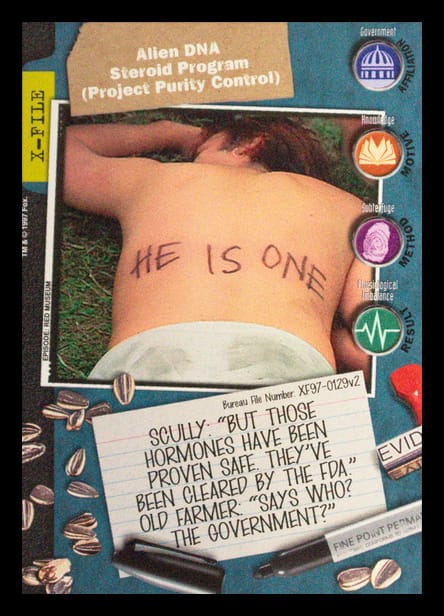 Alien DNA
Steroid Program
(Project Purity Control)
X-FILE
Government
AFFILIATION
Knowledge
MOTIVE
Subterfuge
METHOD
Physiological
Imbalance
RESULT
HE IS ONE
TM & © 1997 Fox.
EPISODE: RED MUSEUM
Bureau File Number: XF97-0129v2
SCULLY: "BUT THOSE
HORMONES HAVE BEEN
PROVEN SAFE. THEY'VE
BEEN CLEARED BY THE FDA."
OLD FARMER: "SAYS WHO?
THE GOVERNMENT?"
EVID
FINE POINT PERMA